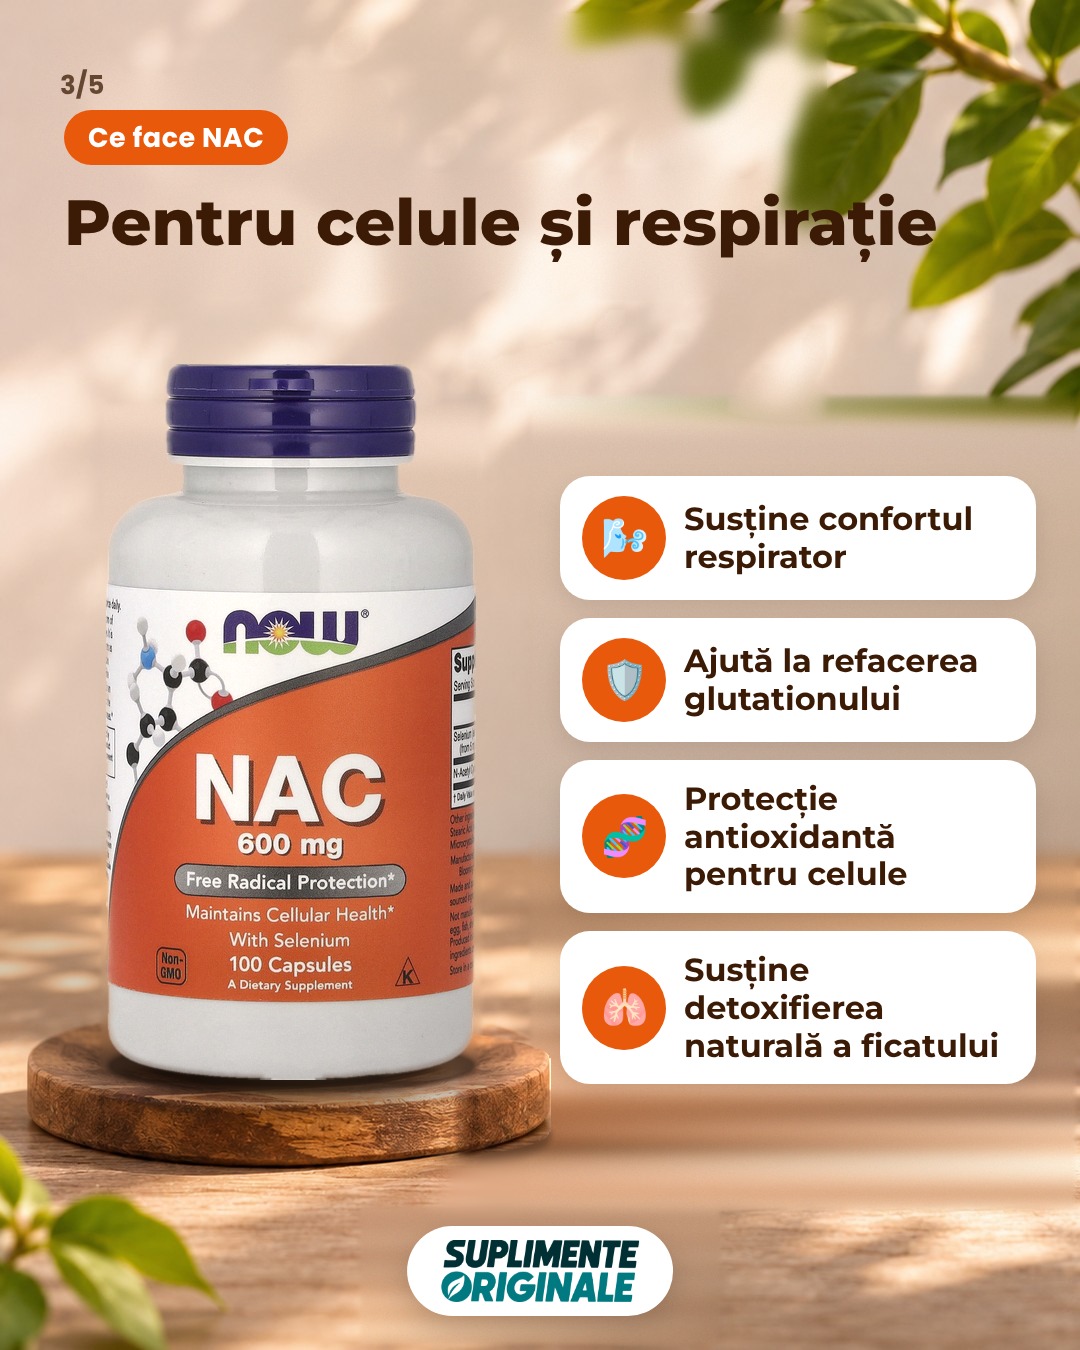 3/5
Ce face NAC
Pentru celule și respirație
NOW®
NAC
600 mg
Free Radical Protection*
Maintains Cellular Health*
With Selenium
100 Capsules
A Dietary Supplement
Non-
GMO
K
Susține confortul
respirator
Ajută la refacerea
glutationului
Protecție
antioxidantă
pentru celule
Susține
detoxifierea
naturală a ficatului
SUPLIMENTE
ORIGINALE